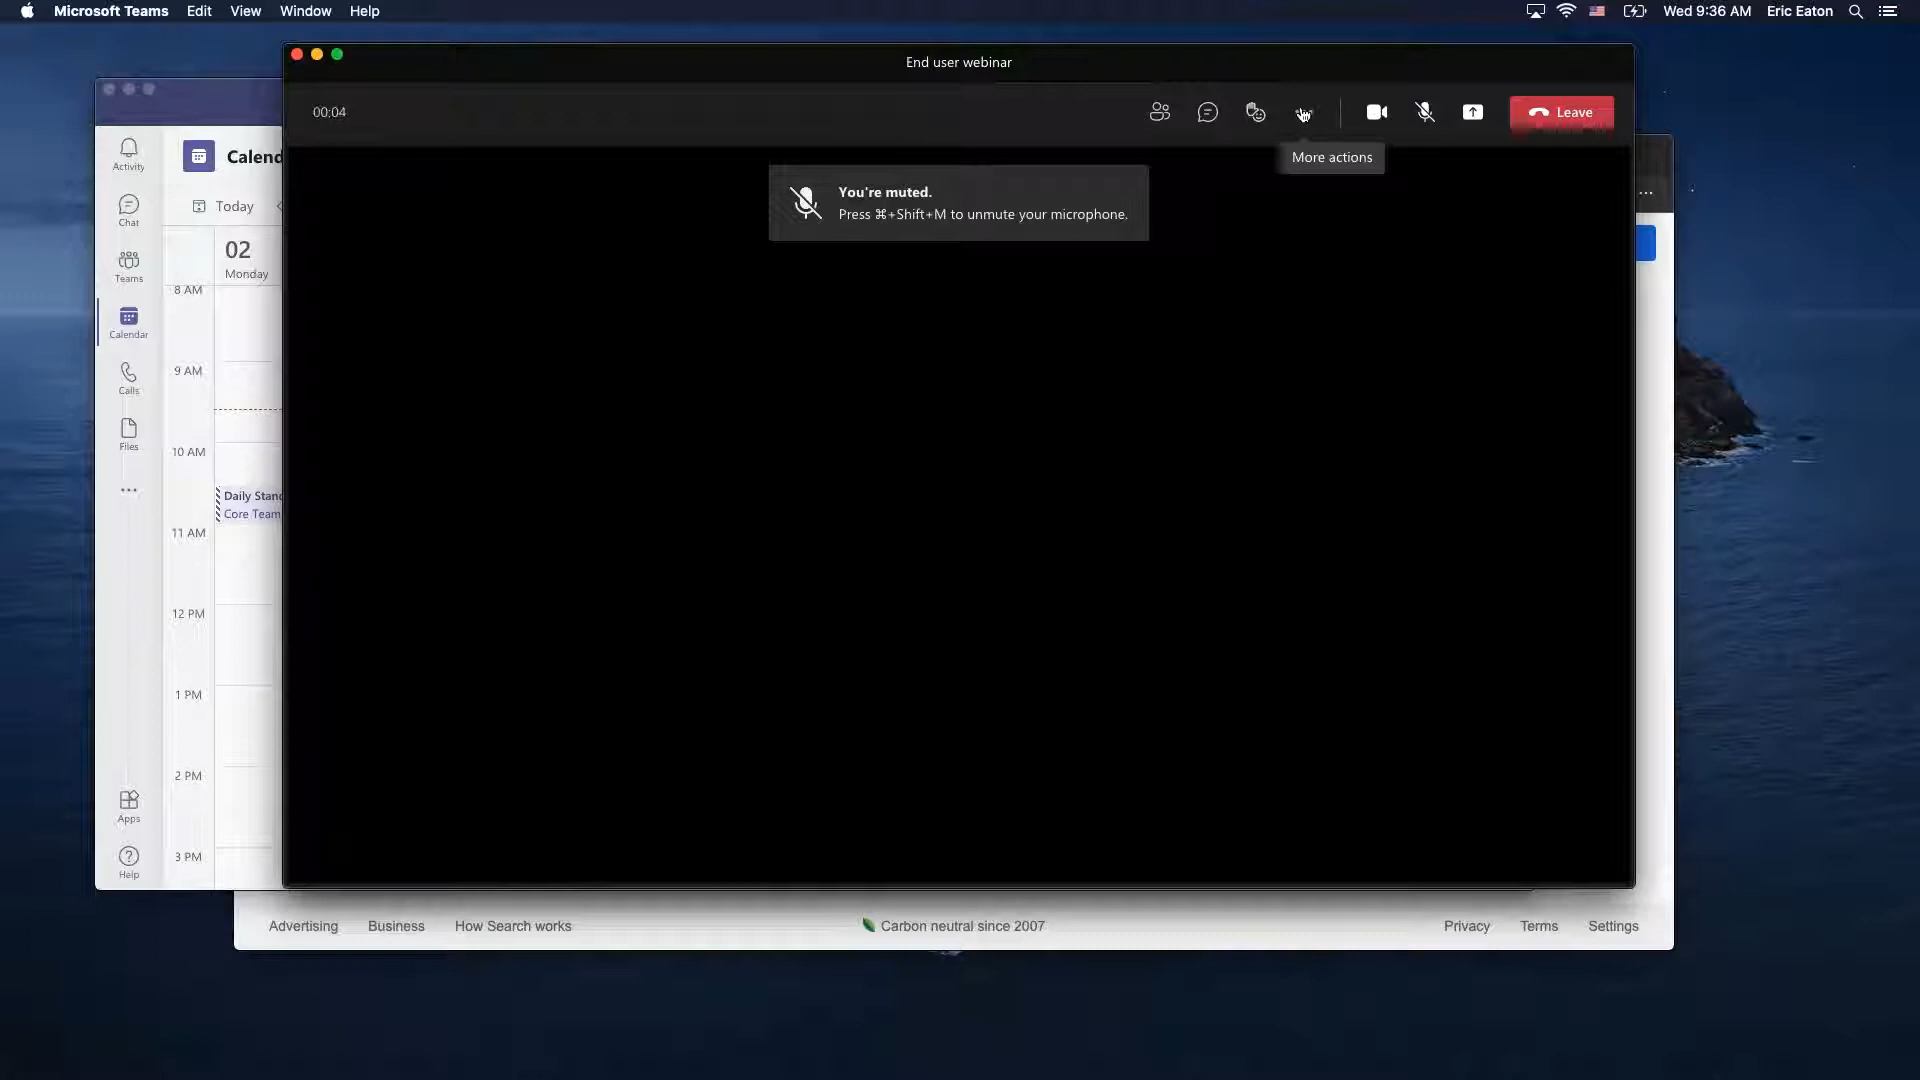 Microsoft Teams Edit View Window Help
Wed 9:36 AM Eric Eaton
End user webinar
00:04
Leave
More actions
You're muted.
Press ⌘+Shift+M to unmute your microphone.
Activity
Chat
Teams
Calendar
Calls
Files
Apps
Help
Calend
Today
02
Monday
8 AM
9 AM
10 AM
Daily Stand
Core Team
11 AM
12 PM
1 PM
2 PM
3 PM
Advertising Business How Search works Carbon neutral since 2007 Privacy Terms Settings